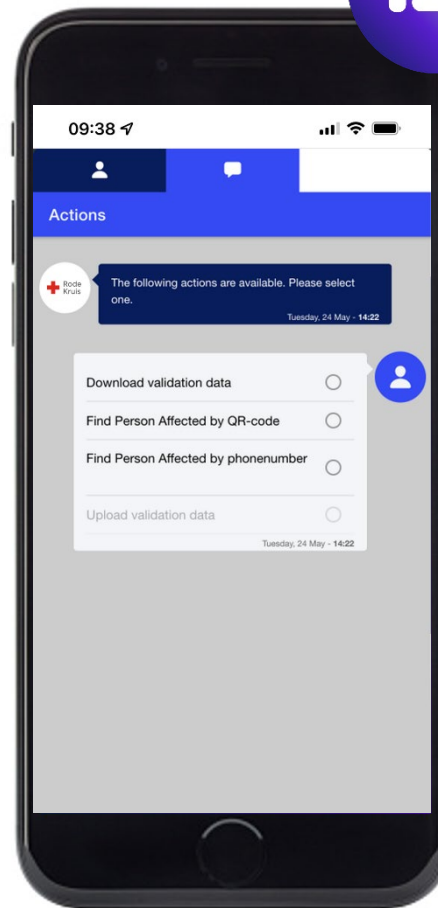 09:38
Actions
Rode
Kruis
The following actions are available. Please select
one.
Tuesday, 24 May - 14:22
Download validation data
Find Person Affected by QR-code
Find Person Affected by phonenumber
Upload validation data
Tuesday, 24 May - 14:22